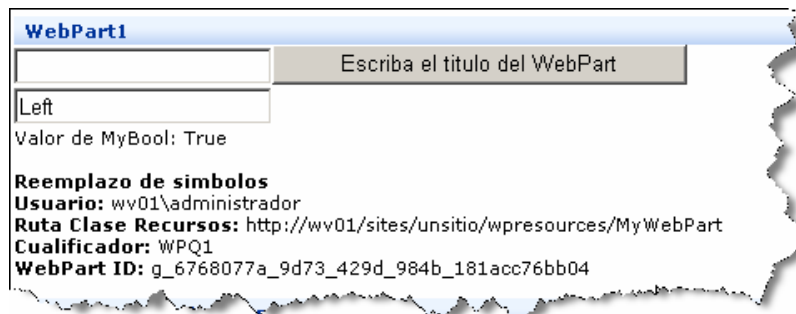 WebPart1
Escriba el titulo del WebPart
Left
Valor de MyBool: True
Reemplazo de simbolos
Usuario: wv01\administrador
Ruta Clase Recursos: http://wv01/sites/unsitio/wpresources/MyWebPart
Cualificador: WPQ1
WebPart ID: g_6768077a_9d73_429d_984b_181acc76bb04